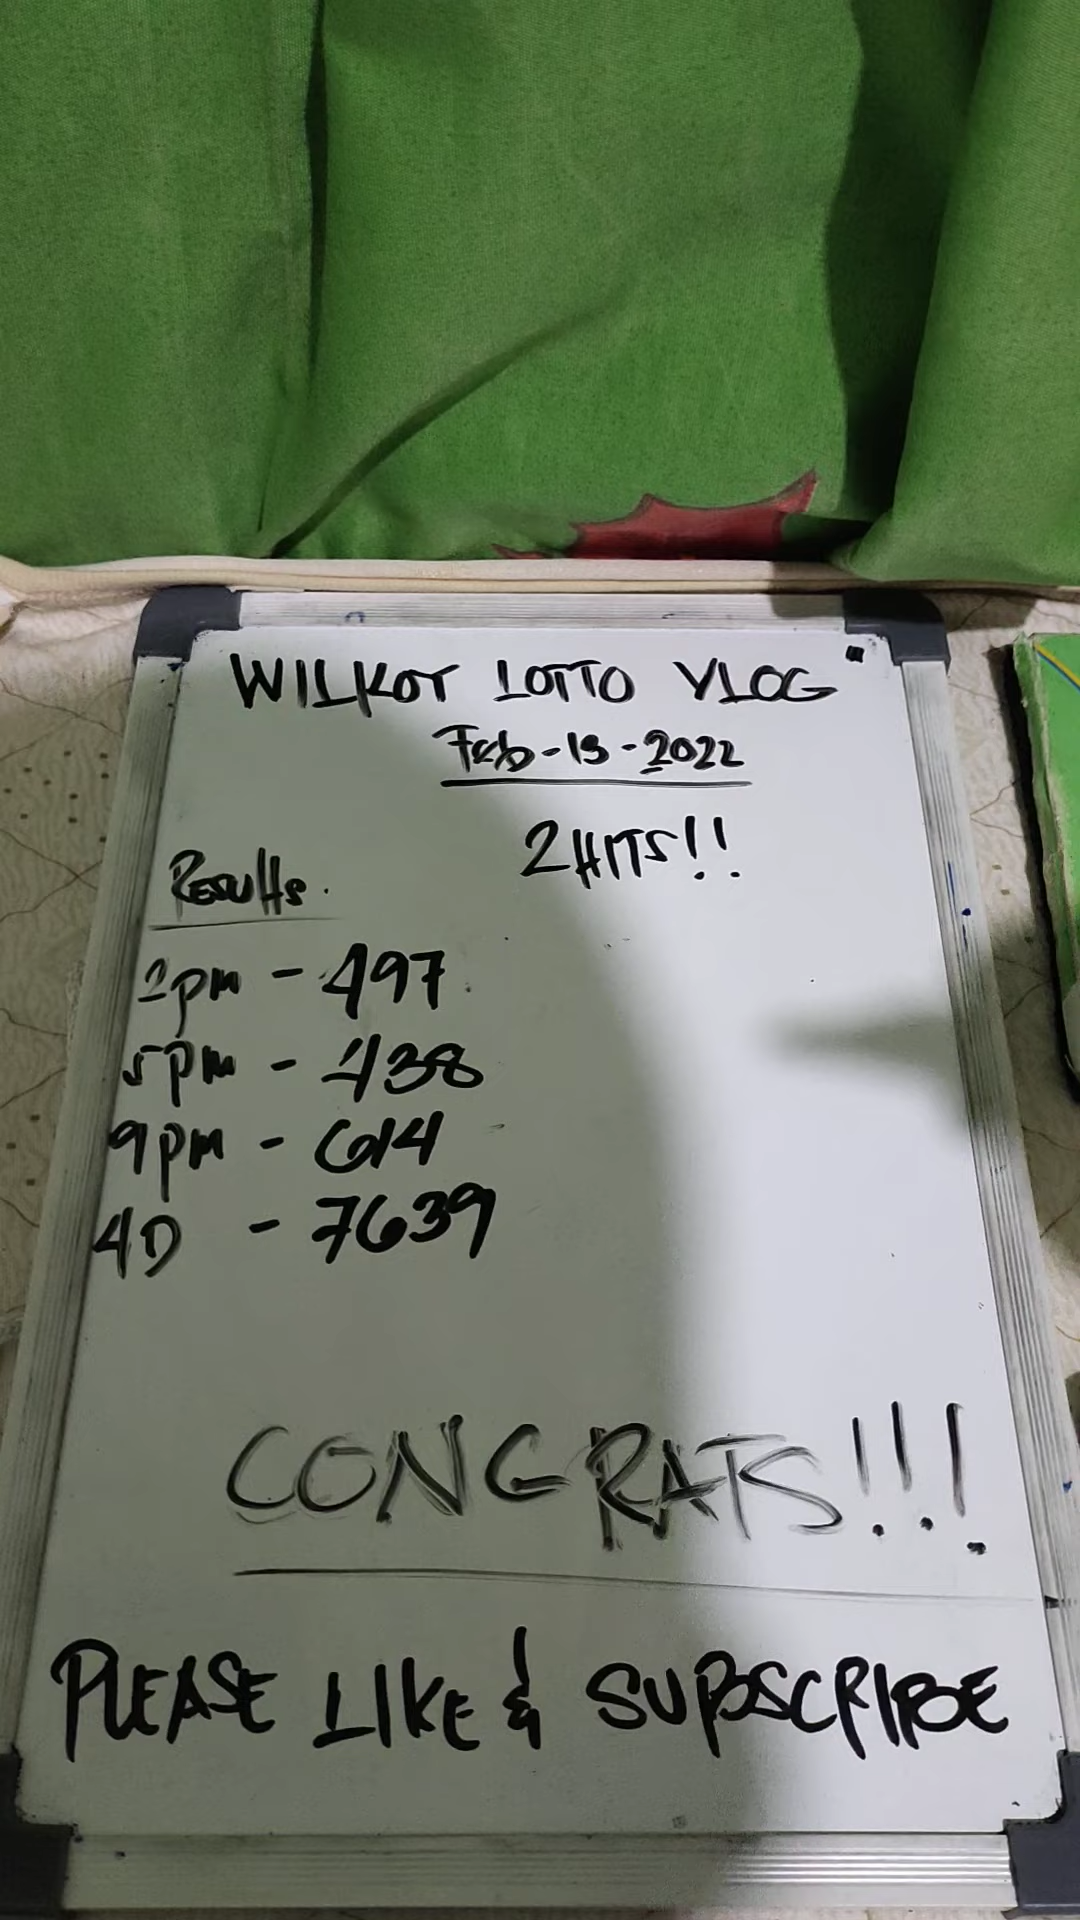 WILKOT LOTTO VLOG"
Feb-13-2022
2 HITS!!
Results.
2pm - 497
5pm - 438
9pm - 614
4D - 7639
CONGRATS!!!
PLEASE LIKE & SUBSCRIBE